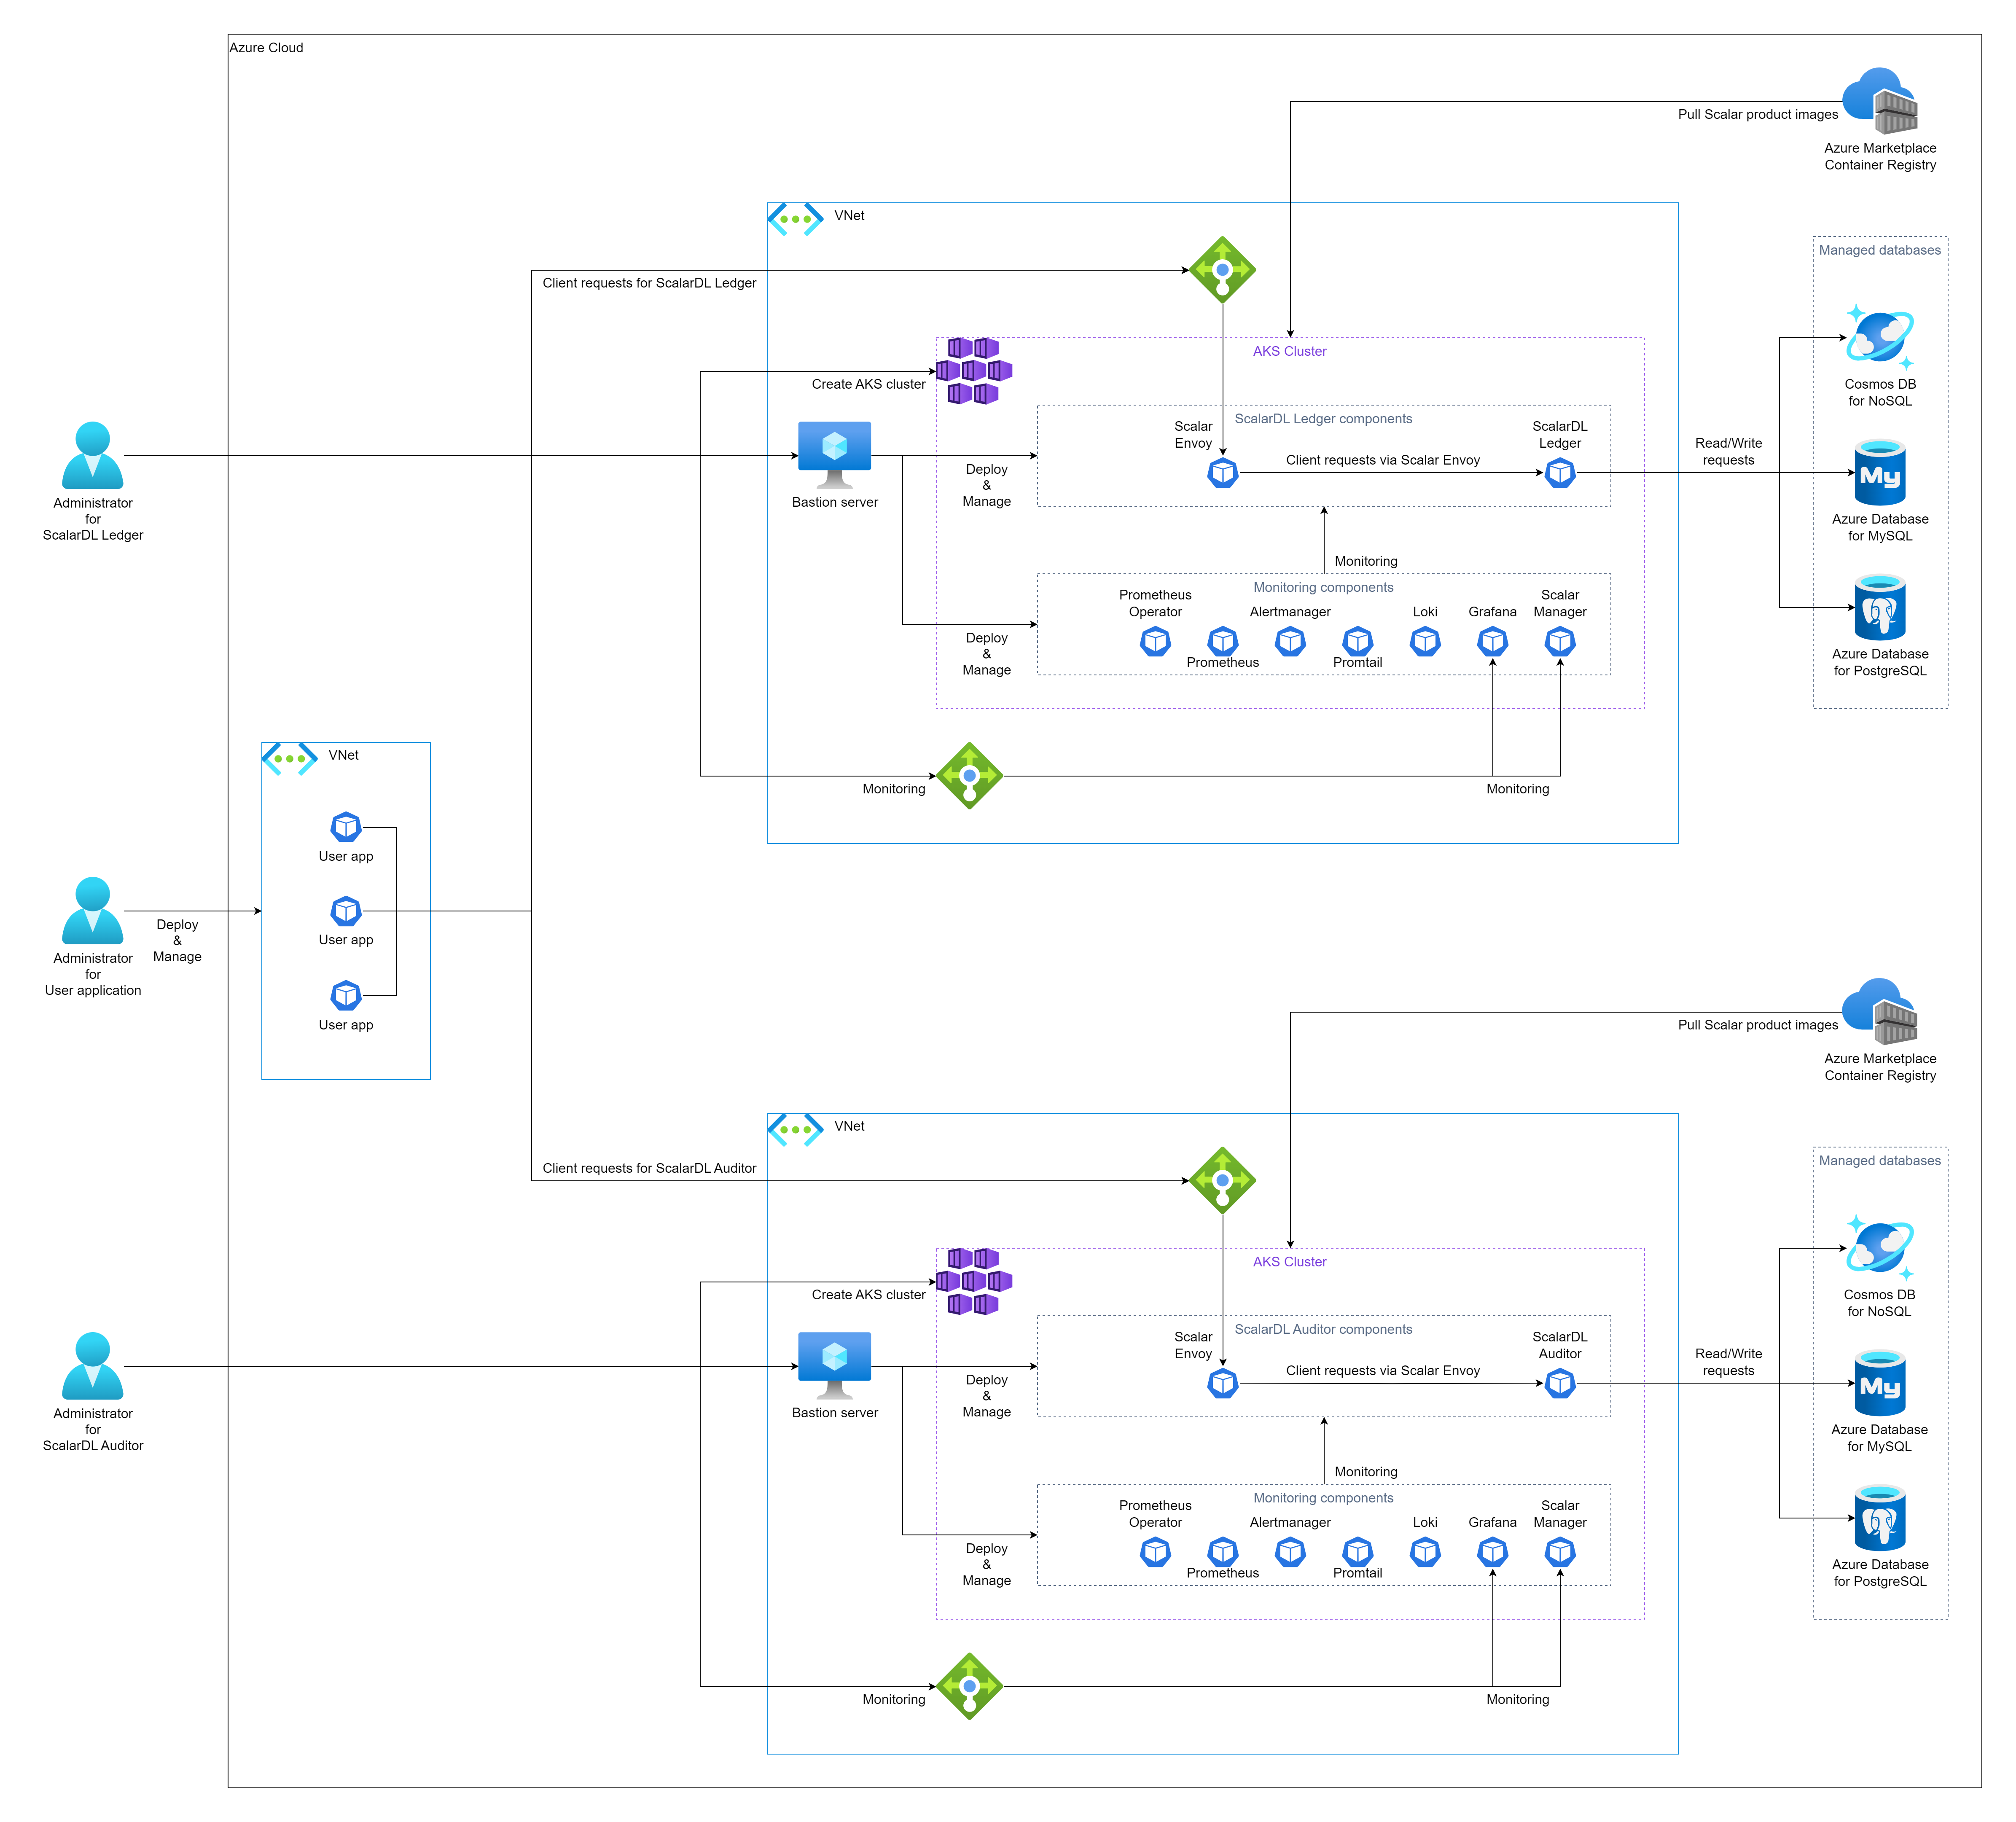 Azure Cloud
Pull Scalar product images
Azure Marketplace
Container Registry
VNet
Managed databases
Client requests for ScalarDL Ledger
AKS Cluster
Create AKS cluster
Cosmos DB
for NoSQL
ScalarDL Ledger components
Scalar
Envoy
ScalarDL
Ledger
Client requests via Scalar Envoy
Read/Write
requests
Deploy
&
Manage
Bastion server
Administrator
for
ScalarDL Ledger
My
Azure Database
for MySQL
Monitoring
Monitoring components
Prometheus
Operator
Alertmanager
Loki
Grafana
Scalar
Manager
Prometheus
Promtail
Deploy
&
Manage
Azure Database
for PostgreSQL
Monitoring
Monitoring
VNet
User app
User app
User app
Deploy
&
Manage
Administrator
for
User application
Pull Scalar product images
Azure Marketplace
Container Registry
VNet
Managed databases
Client requests for ScalarDL Auditor
AKS Cluster
Create AKS cluster
Cosmos DB
for NoSQL
ScalarDL Auditor components
Scalar
Envoy
ScalarDL
Auditor
Client requests via Scalar Envoy
Read/Write
requests
Deploy
&
Manage
Bastion server
Administrator
for
ScalarDL Auditor
My
Azure Database
for MySQL
Monitoring
Monitoring components
Prometheus
Operator
Alertmanager
Loki
Grafana
Scalar
Manager
Prometheus
Promtail
Deploy
&
Manage
Azure Database
for PostgreSQL
Monitoring
Monitoring